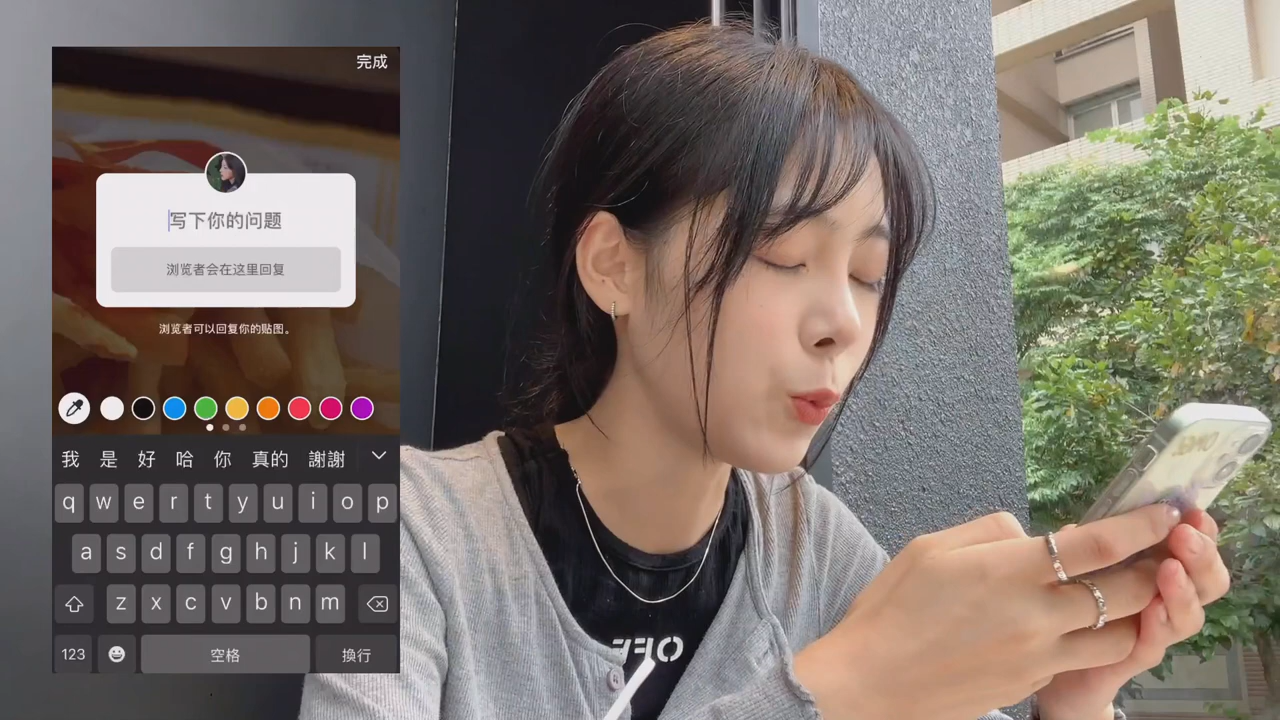 完成
写下你的问题
浏览者会在这里回复
浏览者可以回复你的贴图。
我 是 好 哈 你 真的 謝謝
q w e r t y u i o p
a s d f g h j k l
z x c v b n m
123 空格 換行